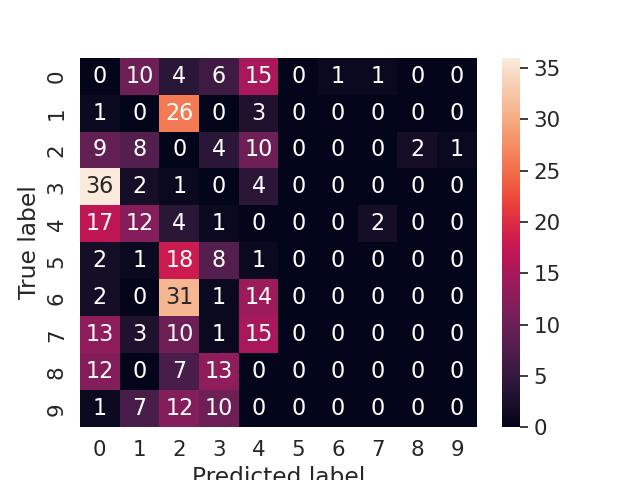 0 0 10 4 6 15 0 1 1 0 0
1 1 0 26 0 3 0 0 0 0 0
2 9 8 0 4 10 0 0 0 2 1
3 36 2 1 0 4 0 0 0 0 0
4 17 12 4 1 0 0 0 2 0 0
5 2 1 18 8 1 0 0 0 0 0
6 2 0 31 1 14 0 0 0 0 0
7 13 3 10 1 15 0 0 0 0 0
8 12 0 7 13 0 0 0 0 0 0
9 1 7 12 10 0 0 0 0 0 0
0 1 2 3 4 5 6 7 8 9
Predicted label
True label
35
30
25
20
15
10
5
0